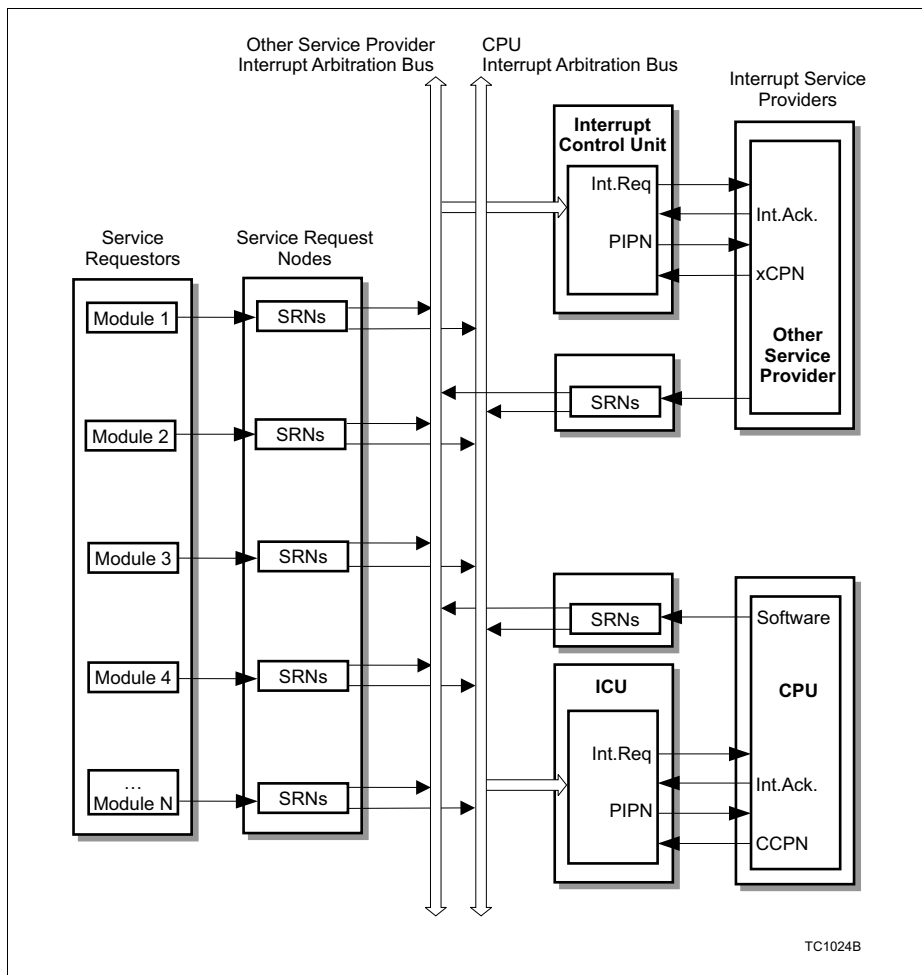 Other Service Provider
Interrupt Arbitration Bus
CPU
Interrupt Arbitration Bus
Interrupt Service
Providers
Interrupt
Control Unit
Int.Req
PIPN
Int.Ack.
xCPN
Other
Service
Provider
SRNs
Service
Requestors
Service Request
Nodes
Module 1
SRNs
Module 2
SRNs
Module 3
SRNs
Module 4
SRNs
...
Module N
SRNs
SRNs
Software
CPU
ICU
Int.Req
PIPN
Int.Ack.
CCPN
TC1024B